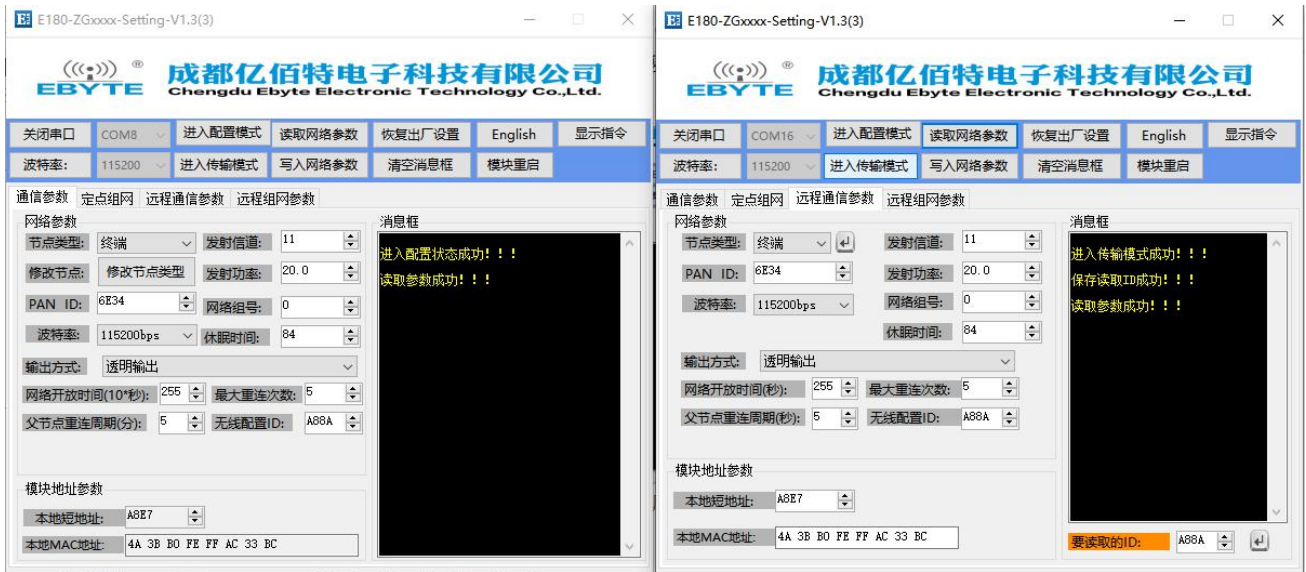 E180-ZGxxxx-Setting-V1.3(3)
EBYTE ®
成都亿佰特电子科技有限公司
Chengdu Ebyte Electronic Technology Co.,Ltd.
关闭串口 COM8 进入配置模式 读取网络参数 恢复出厂设置 English 显示指令
波特率: 115200 进入传输模式 写入网络参数 清空消息框 模块重启
通信参数 定点组网 远程通信参数 远程组网参数
网络参数
节点类型: 终端 发射信道: 11
修改节点: 修改节点类型 发射功率: 20.0
PAN ID: 6E34 网络组号: 0
波特率: 115200bps 休眠时间: 84
输出方式: 透明输出
网络开放时间(10*秒): 255 最大重连次数: 5
父节点重连周期(分): 5 无线配置ID: A88A
模块地址参数
本地短地址: A8E7
本地MAC地址: 4A 3B B0 FE FF AC 33 BC
消息框
进入配置状态成功!!!
读取参数成功!!!
E180-ZGxxxx-Setting-V1.3(3)
EBYTE ®
成都亿佰特电子科技有限公司
Chengdu Ebyte Electronic Technology Co.,Ltd.
关闭串口 COM16 进入配置模式 读取网络参数 恢复出厂设置 English 显示指令
波特率: 115200 进入传输模式 写入网络参数 清空消息框 模块重启
通信参数 定点组网 远程通信参数 远程组网参数
网络参数
节点类型: 终端 发射信道: 11
PAN ID: 6E34 发射功率: 20.0
波特率: 115200bps 网络组号: 0
休眠时间: 84
输出方式: 透明输出
网络开放时间(秒): 255 最大重连次数: 5
父节点重连周期(秒): 5 无线配置ID: A88A
模块地址参数
本地短地址: A8E7
本地MAC地址: 4A 3B B0 FE FF AC 33 BC
消息框
进入传输模式成功!!!
保存读取ID成功!!!
读取参数成功!!!
要读取的ID: A88A